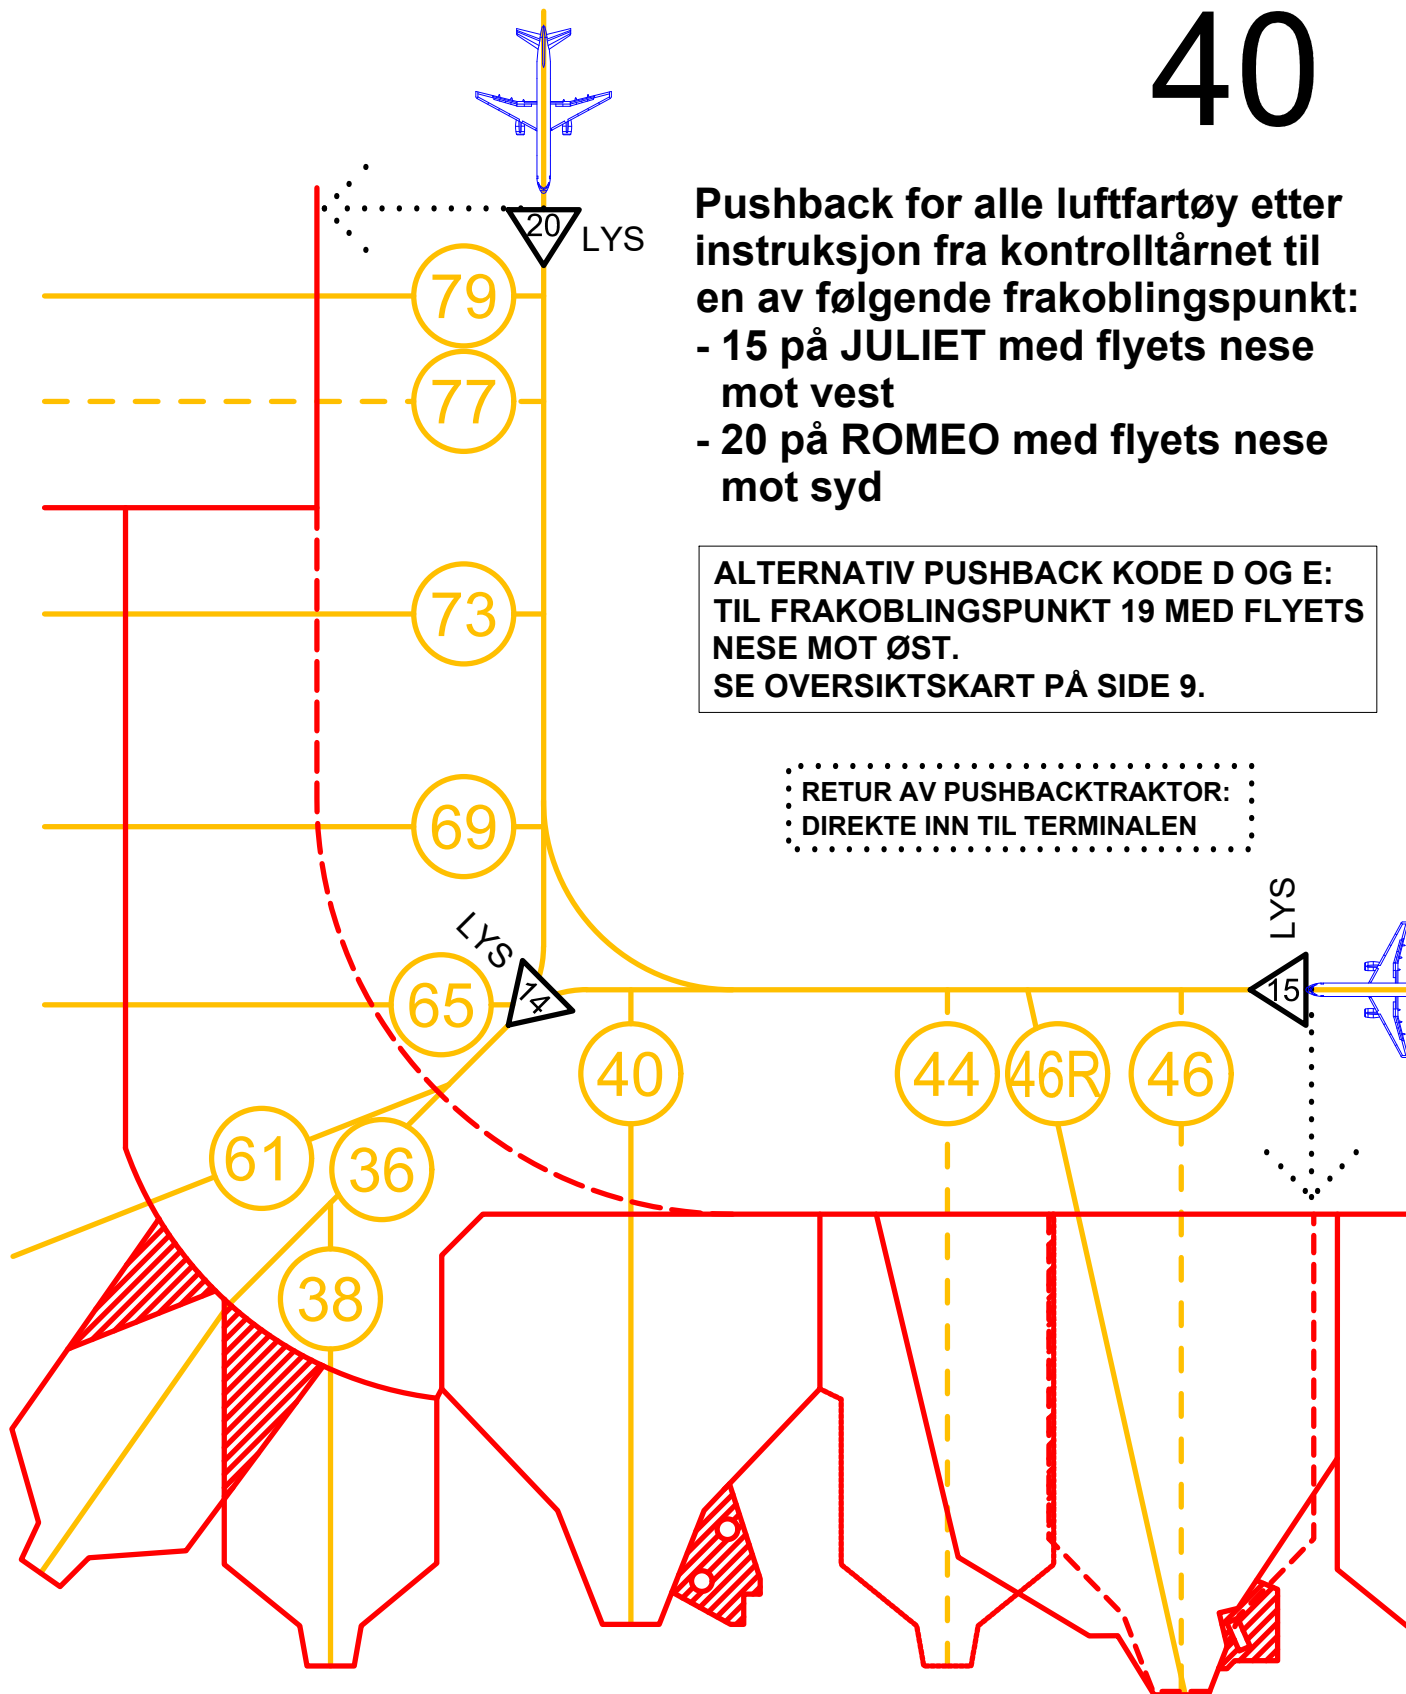 40
Pushback for alle luftfartøy etter
instruksjon fra kontrolltårnet til
en av følgende frakoblingspunkt:
- 15 på JULIET med flyets nese
mot vest
- 20 på ROMEO med flyets nese
mot syd
ALTERNATIV PUSHBACK KODE D OG E:
TIL FRAKOBLINGSPUNKT 19 MED FLYETS
NESE MOT ØST.
SE OVERSIKTSKART PÅ SIDE 9.
RETUR AV PUSHBACKTRAKTOR:
DIREKTE INN TIL TERMINALEN
20
LYS
79
77
73
69
LYS
14
65
LYS
15
40
44
46R
46
61
36
38